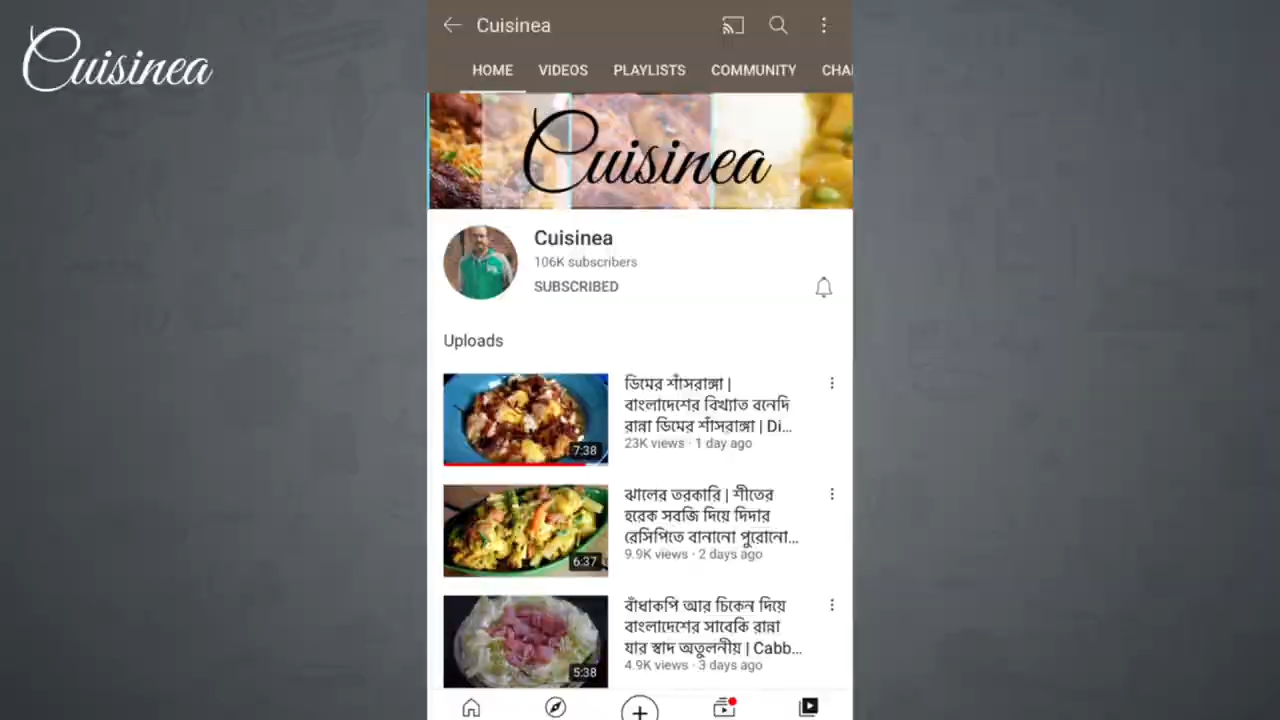 Cuisinea
Cuisinea
HOME VIDEOS PLAYLISTS COMMUNITY CHA
Cuisinea
Cuisinea
106K subscribers
SUBSCRIBED
Uploads
ডিমের শাঁসরাঙ্গা |
বাংলাদেশের বিখ্যাত বনেদি
রান্না ডিমের শাঁসরাঙ্গা | Di...
23K views · 1 day ago
7:38
ঝালের তরকারি | শীতের
হরেক সবজি দিয়ে দিদার
রেসিপিতে বানানো পুরোনো...
9.9K views · 2 days ago
6:37
বাঁধাকপি আর চিকেন দিয়ে
বাংলাদেশের সাবেকি রান্না
যার স্বাদ অতুলনীয় | Cabb...
4.9K views · 3 days ago
5:38